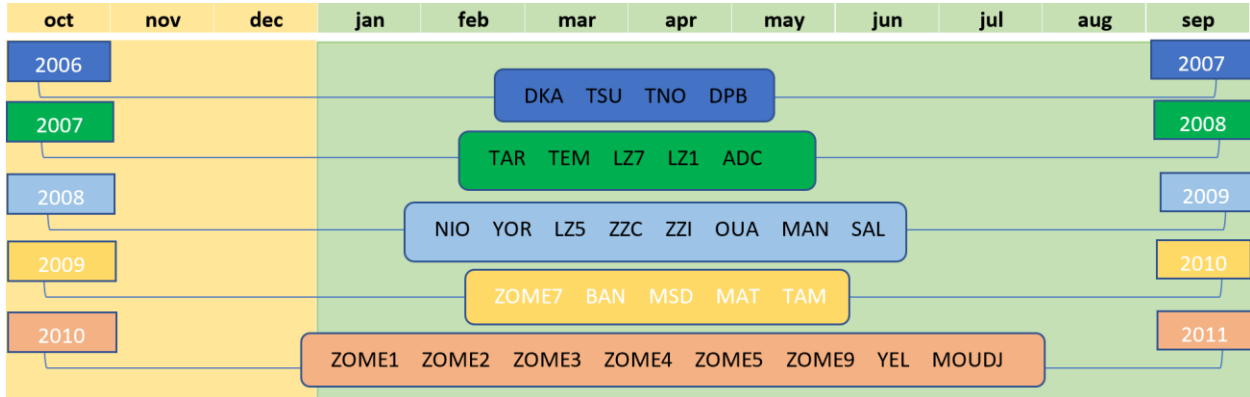 oct nov dec jan feb mar apr may jun jul aug sep
2006 2007
DKA TSU TNO DPB
2007 2008
TAR TEM LZ7 LZ1 ADC
2008 2009
NIO YOR LZ5 ZZC ZZI OUA MAN SAL
2009 2010
ZOME7 BAN MSD MAT TAM
2010 2011
ZOME1 ZOME2 ZOME3 ZOME4 ZOME5 ZOME9 YEL MOUDJ